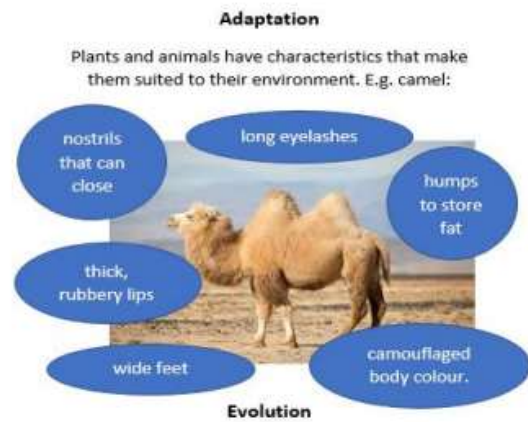 Adaptation
Plants and animals have characteristics that make
them suited to their environment. E.g. camel:
nostrils
that can
close
long eyelashes
humps
to store
fat
thick,
rubbery lips
wide feet
camouflaged
body colour.
Evolution